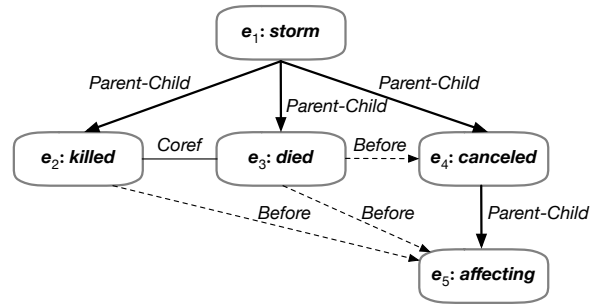 e1: storm
Parent-Child
Parent-Child
Parent-Child
e2: killed
Coref
e3: died
Before
e4: canceled
Before
Before
Parent-Child
e5: affecting